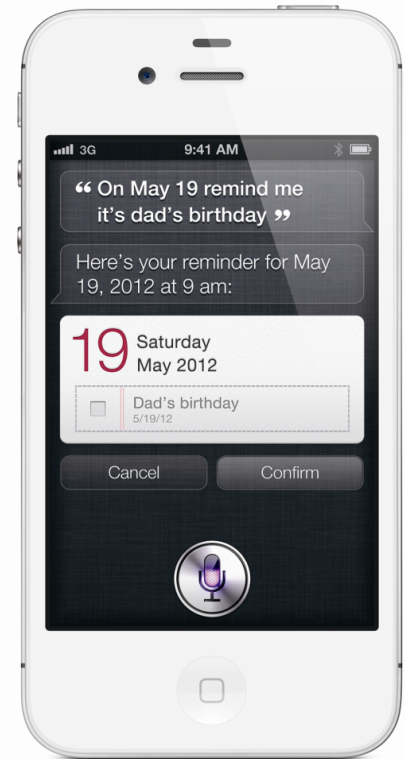 3G 9:41 AM
“ On May 19 remind me
it’s dad’s birthday ”
Here’s your reminder for May
19, 2012 at 9 am:
19 Saturday
May 2012
Dad’s birthday
5/19/12
Cancel Confirm